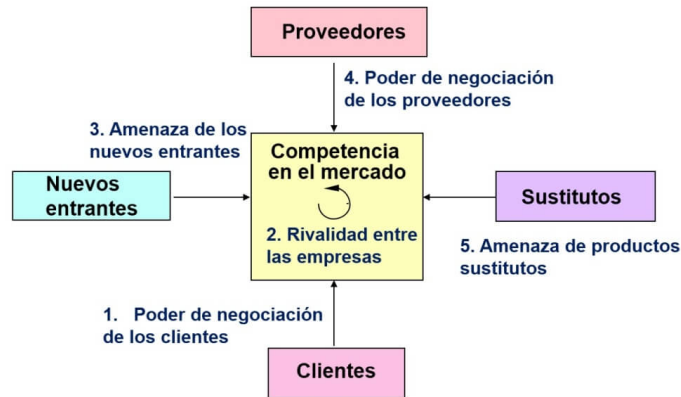 Proveedores
4. Poder de negociación
de los proveedores
3. Amenaza de los
nuevos entrantes
Competencia
en el mercado
Nuevos
entrantes
Sustitutos
2. Rivalidad entre
las empresas
5. Amenaza de productos
sustitutos
1. Poder de negociación
de los clientes
Clientes